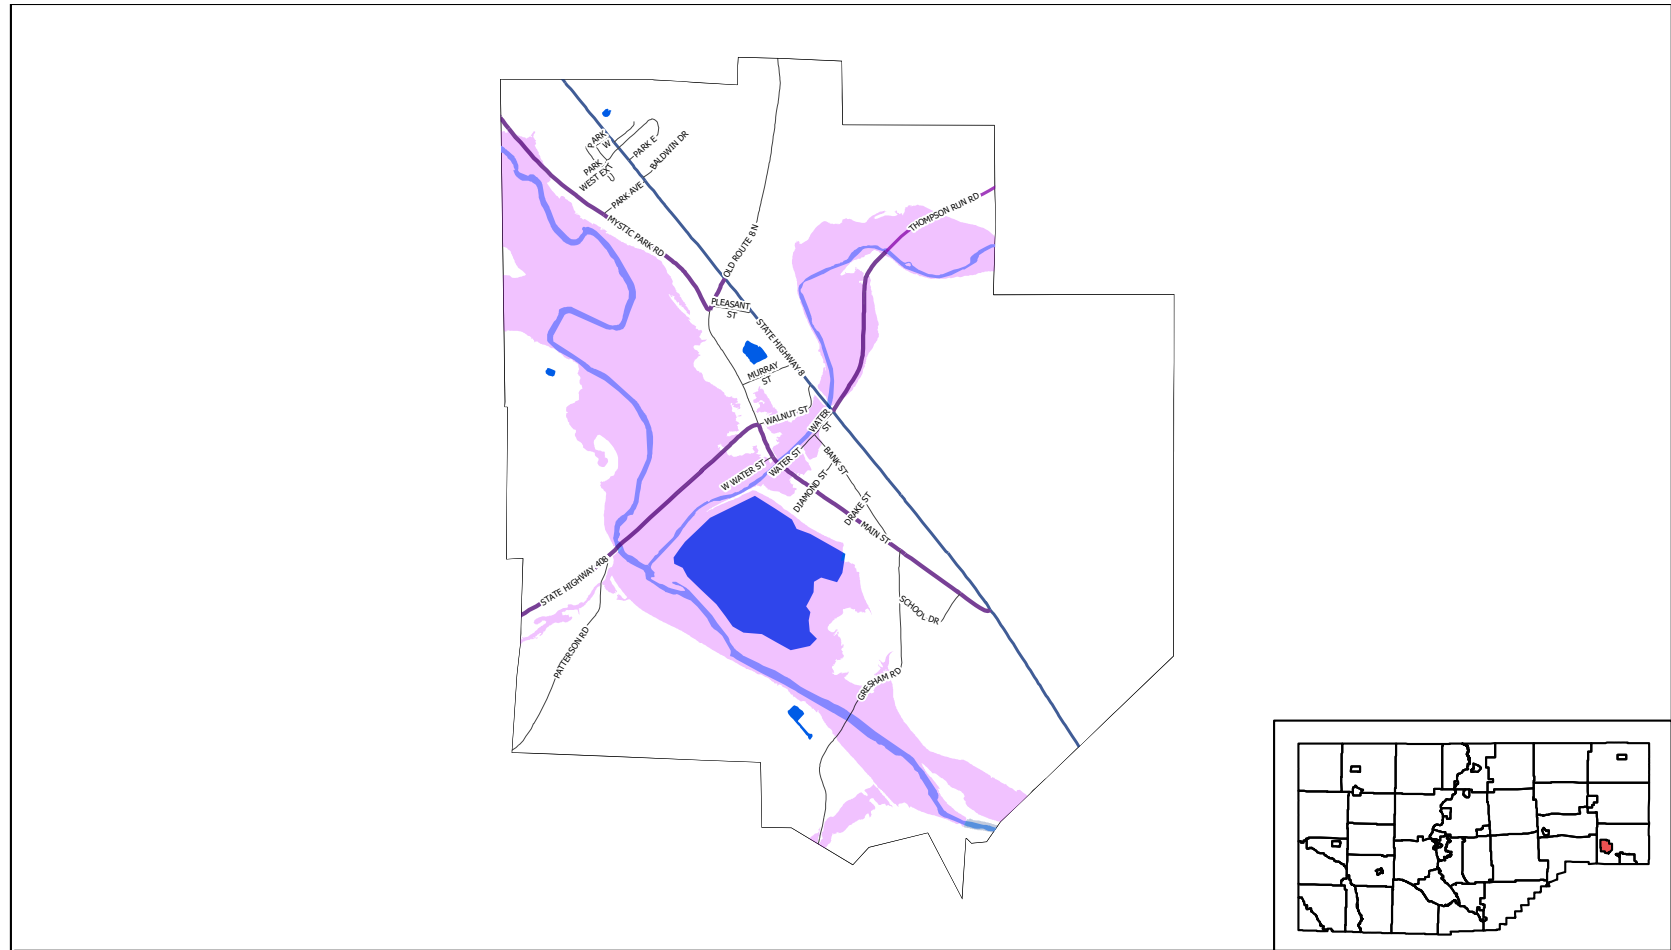 PARK
W
PARK E
BALDWIN DR
PARK
WEST EXT
PARK AVE
MYSTIC PARK RD
THOMPSON RUN RD
OLD ROUTE 8 N
PLEASANT
ST
STATE HIGHWAY 8
MURRAY
ST
WALNUT ST
WATER
ST
W WATER ST
WATER ST
BANK ST
DIAMOND ST
DRAKE ST
MAIN ST
STATE HIGHWAY 408
SCHOOL DR
PATTERSON RD
GRESHAM RD